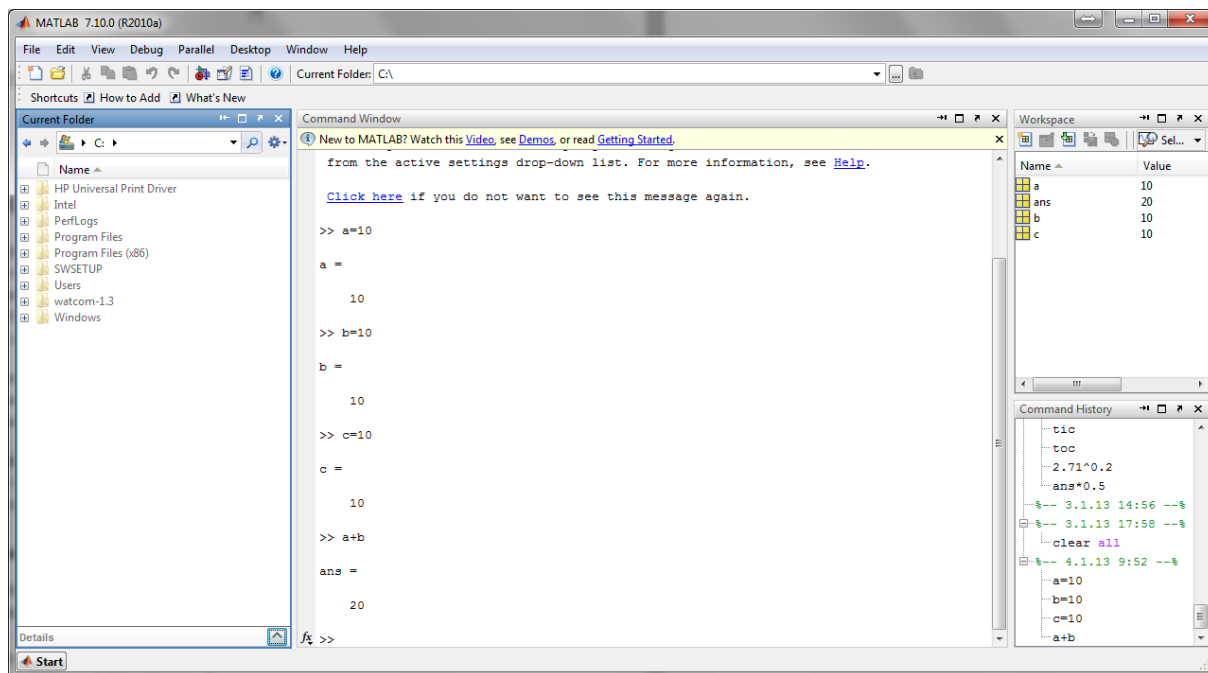 MATLAB 7.10.0 (R2010a)
File Edit View Debug Parallel Desktop Window Help
Current Folder: C:\
Shortcuts How to Add What's New
Current Folder
C:
Name
HP Universal Print Driver
Intel
PerfLogs
Program Files
Program Files (x86)
SWSETUP
Users
watcom-1.3
Windows
Details
Command Window
New to MATLAB? Watch this Video, see Demos, or read Getting Started.
from the active settings drop-down list. For more information, see Help.
Click here if you do not want to see this message again.
>> a=10
a =
10
>> b=10
b =
10
>> c=10
c =
10
>> a+b
ans =
20
fx >>
Workspace
Sel...
Name Value
a 10
ans 20
b 10
c 10
Command History
tic
toc
2.71^0.2
ans*0.5
%-- 3.1.13 14:56 --%
%-- 3.1.13 17:58 --%
clear all
%-- 4.1.13 9:52 --%
a=10
b=10
c=10
a+b
Start